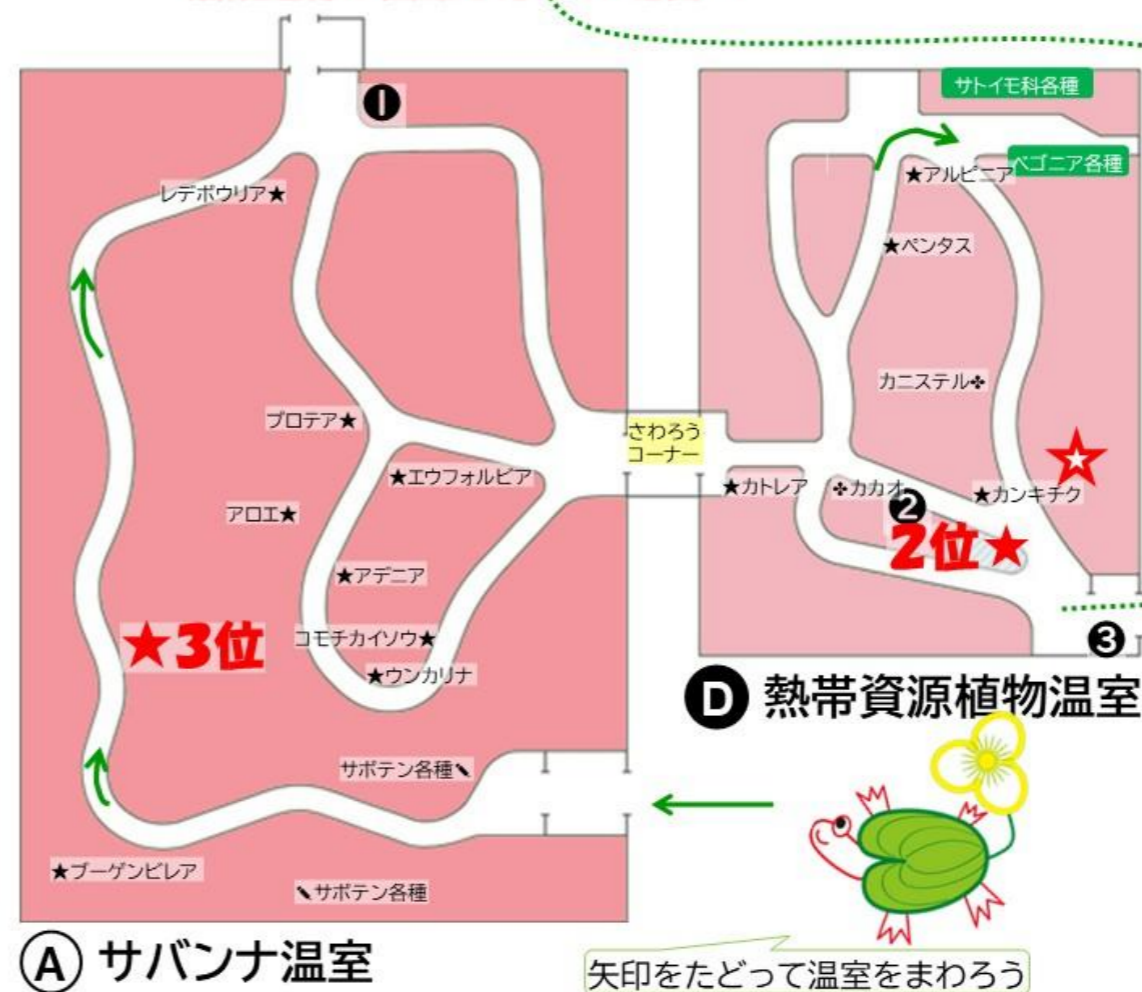 ❶
サトイモ科各種
ベゴニア各種
レデボウリア★
★アルピニア
★ペンタス
カニステル✤
プロテア★
さわろう
コーナー
★エウフォルビア
★カトレア
✤カカオ
★カンキチク
❷
アロエ★
2位★
★アデニア
★3位
コモチカイソウ★
❸
★ウンカリナ
D 熱帯資源植物温室
サボテン各種
★ブーゲンビレア
サボテン各種
A サバンナ温室
矢印をたどって温室をまわろう